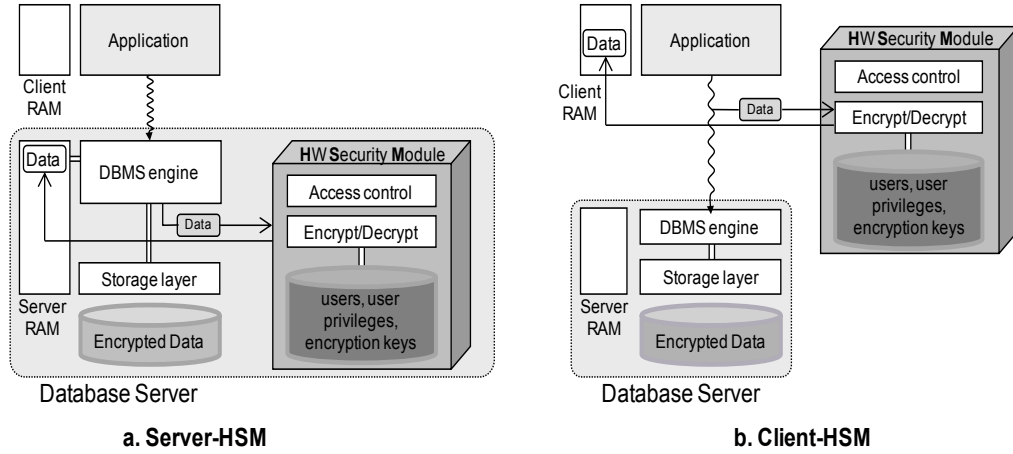 Application
Client
RAM
Data
DBMS engine
Data
Storage layer
Server
RAM
Encrypted Data
HW Security Module
Access control
Encrypt/Decrypt
users, user
privileges,
encryption keys
Database Server
a. Server-HSM
Data
Client
RAM
Application
Data
HW Security Module
Access control
Encrypt/Decrypt
users, user
privileges,
encryption keys
DBMS engine
Storage layer
Server
RAM
Encrypted Data
Database Server
b. Client-HSM